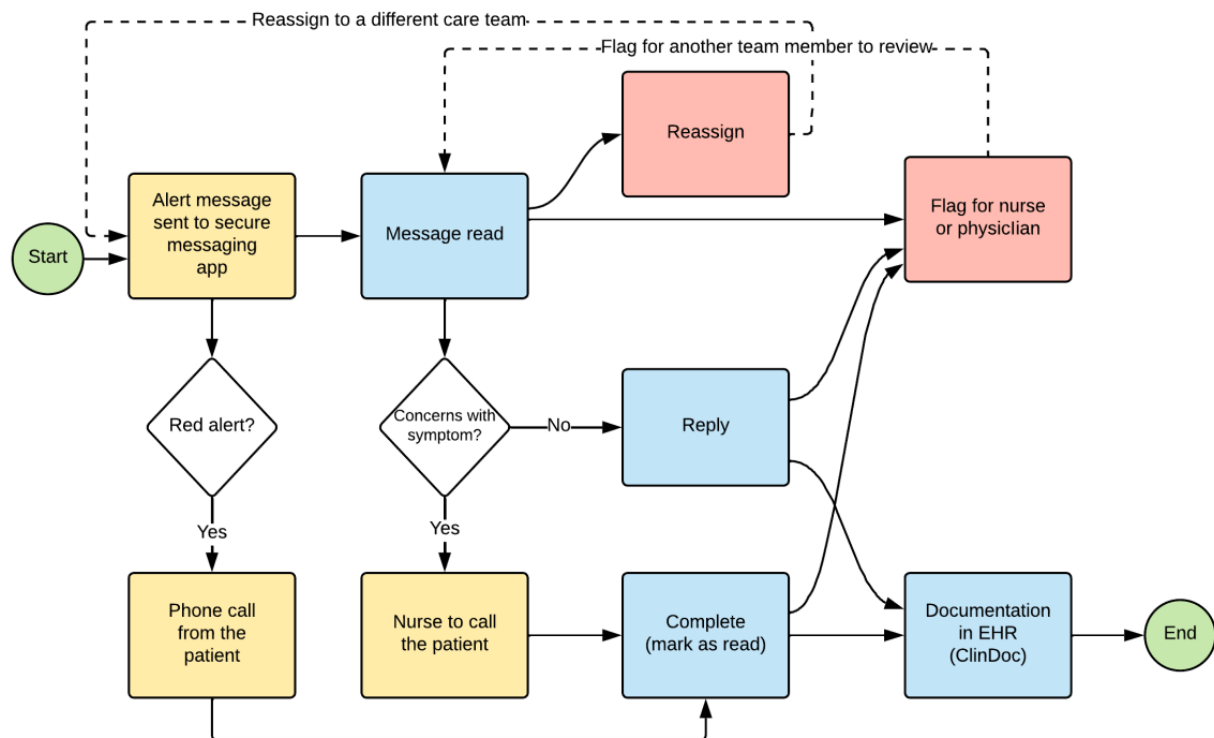 Reassign to a different care team
Flag for another team member to review
Reassign
Alert message
sent to secure
messaging
app
Message read
Flag for nurse
or physiclian
Start
Red alert?
Concerns with
symptom?
No
Reply
Yes
Yes
Phone call
from the
patient
Nurse to call
the patient
Complete
(mark as read)
Documentation
in EHR
(ClinDoc)
End